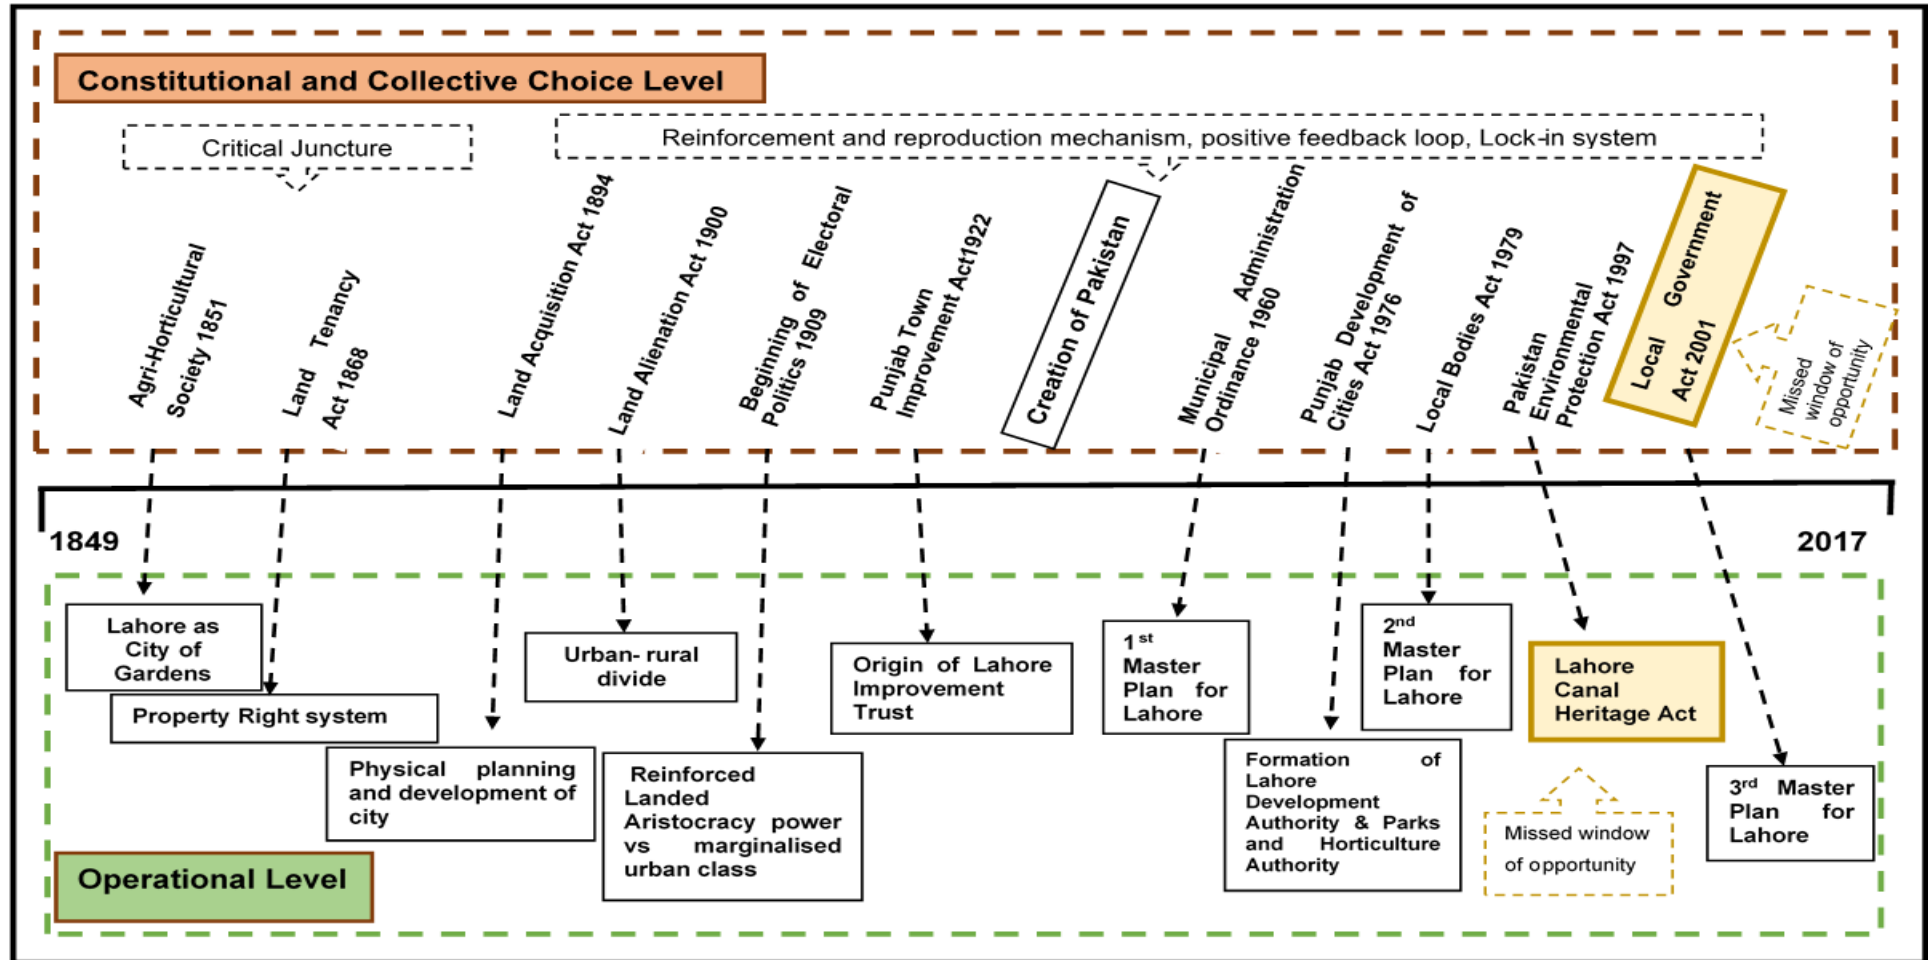 Constitutional and Collective Choice Level
Critical Juncture
Reinforcement and reproduction mechanism, positive feedback loop, Lock-in system
Agri-Horticultural
Society 1851
Land Tenancy
Act 1868
Land Acquisition Act 1894
Land Alienation Act 1900
Beginning of Electoral
Politics 1909
Punjab Town
Improvement Act1922
Creation of Pakistan
Municipal Administration
Ordinance 1960
Punjab Development of
Cities Act 1976
Local Bodies Act 1979
Pakistan
Environmental
Protection Act 1997
Local Government
Act 2001
Missed
window of
opportunity
1849
2017
Lahore as
City of
Gardens
Property Right system
Physical planning
and development of
city
Urban- rural
divide
Reinforced
Landed
Aristocracy power
vs marginalised
urban class
Origin of Lahore
Improvement
Trust
1st
Master
Plan for
Lahore
Formation of
Lahore
Development
Authority & Parks
and Horticulture
Authority
2nd
Master
Plan for
Lahore
Lahore
Canal
Heritage Act
Missed window
of opportunity
3rd Master
Plan for
Lahore
Operational Level